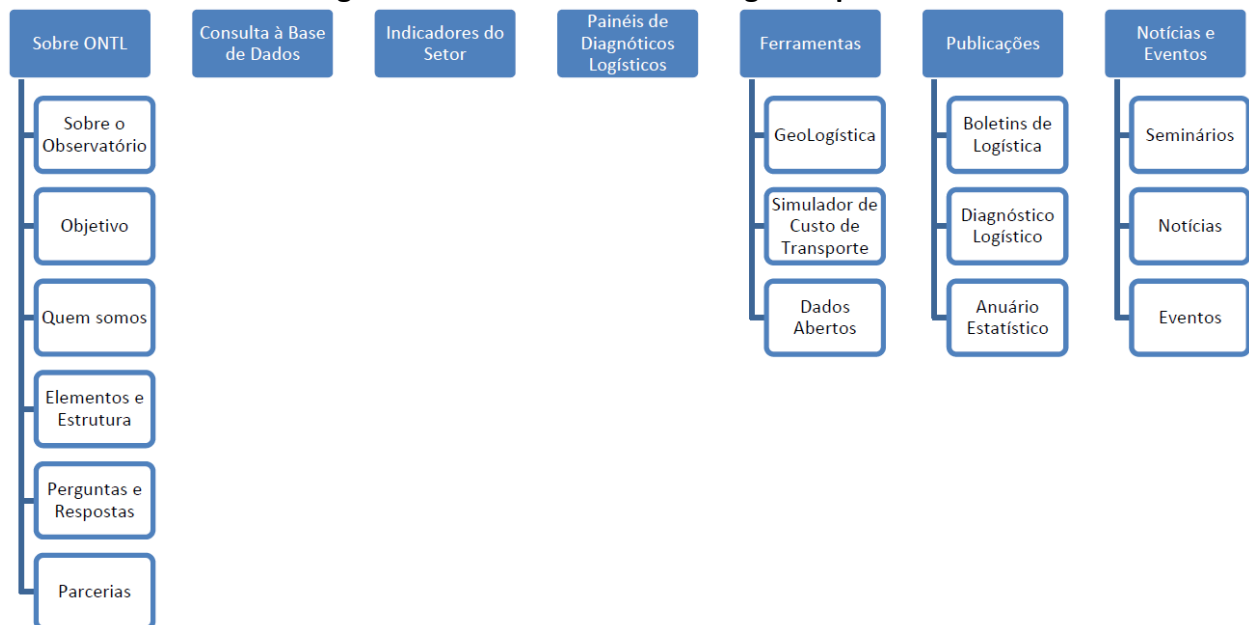 Sobre ONTL
Consulta à Base
de Dados
Indicadores do
Setor
Painéis de
Diagnóticos
Logísticos
Ferramentas
Publicações
Notícias e
Eventos
Sobre o
Observatório
Objetivo
Quem somos
Elementos e
Estrutura
Perguntas e
Respostas
Parcerias
GeoLogística
Simulador de
Custo de
Transporte
Dados
Abertos
Boletins de
Logística
Diagnóstico
Logístico
Anuário
Estatístico
Seminários
Notícias
Eventos